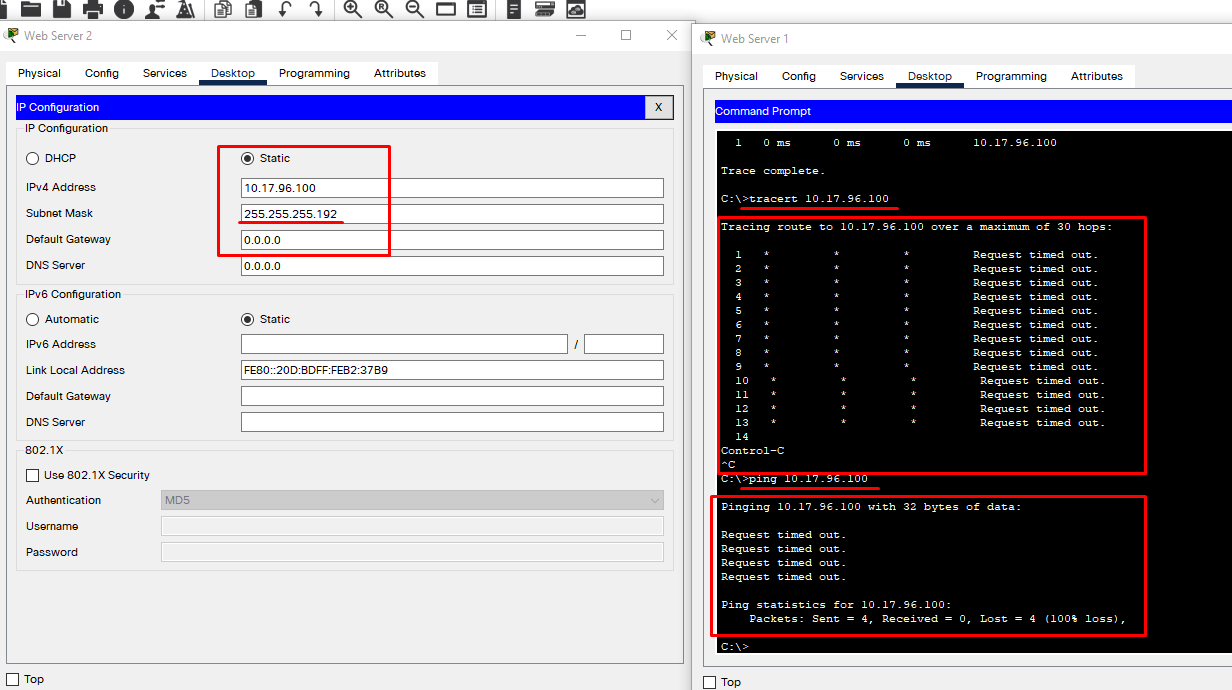 Web Server 2
Physical Config Services Desktop Programming Attributes
IP Configuration X
IP Configuration
DHCP Static
IPv4 Address 10.17.96.100
Subnet Mask 255.255.255.192
Default Gateway 0.0.0.0
DNS Server 0.0.0.0
IPv6 Configuration
Automatic Static
IPv6 Address /
Link Local Address FE80::20D:BDFF:FEB2:37B9
Default Gateway
DNS Server
802.1X
Use 802.1X Security
Authentication MD5
Username
Password
Top
Web Server 1
Physical Config Services Desktop Programming Attributes
Command Prompt
1 0 ms 0 ms 0 ms 10.17.96.100
Trace complete.
C:\>tracert 10.17.96.100
Tracing route to 10.17.96.100 over a maximum of 30 hops:
1 * * * Request timed out.
2 * * * Request timed out.
3 * * * Request timed out.
4 * * * Request timed out.
5 * * * Request timed out.
6 * * * Request timed out.
7 * * * Request timed out.
8 * * * Request timed out.
9 * * * Request timed out.
10 * * * Request timed out.
11 * * * Request timed out.
12 * * * Request timed out.
13 * * * Request timed out.
14
Control-C
^C
C:\>ping 10.17.96.100
Pinging 10.17.96.100 with 32 bytes of data:
Request timed out.
Request timed out.
Request timed out.
Request timed out.
Ping statistics for 10.17.96.100:
Packets: Sent = 4, Received = 0, Lost = 4 (100% loss),
C:\>
Top